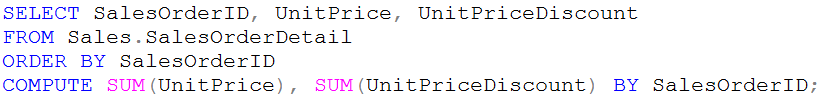 SELECT SalesOrderID, UnitPrice, UnitPriceDiscount
FROM Sales.SalesOrderDetail
ORDER BY SalesOrderID
COMPUTE SUM(UnitPrice), SUM(UnitPriceDiscount) BY SalesOrderID;